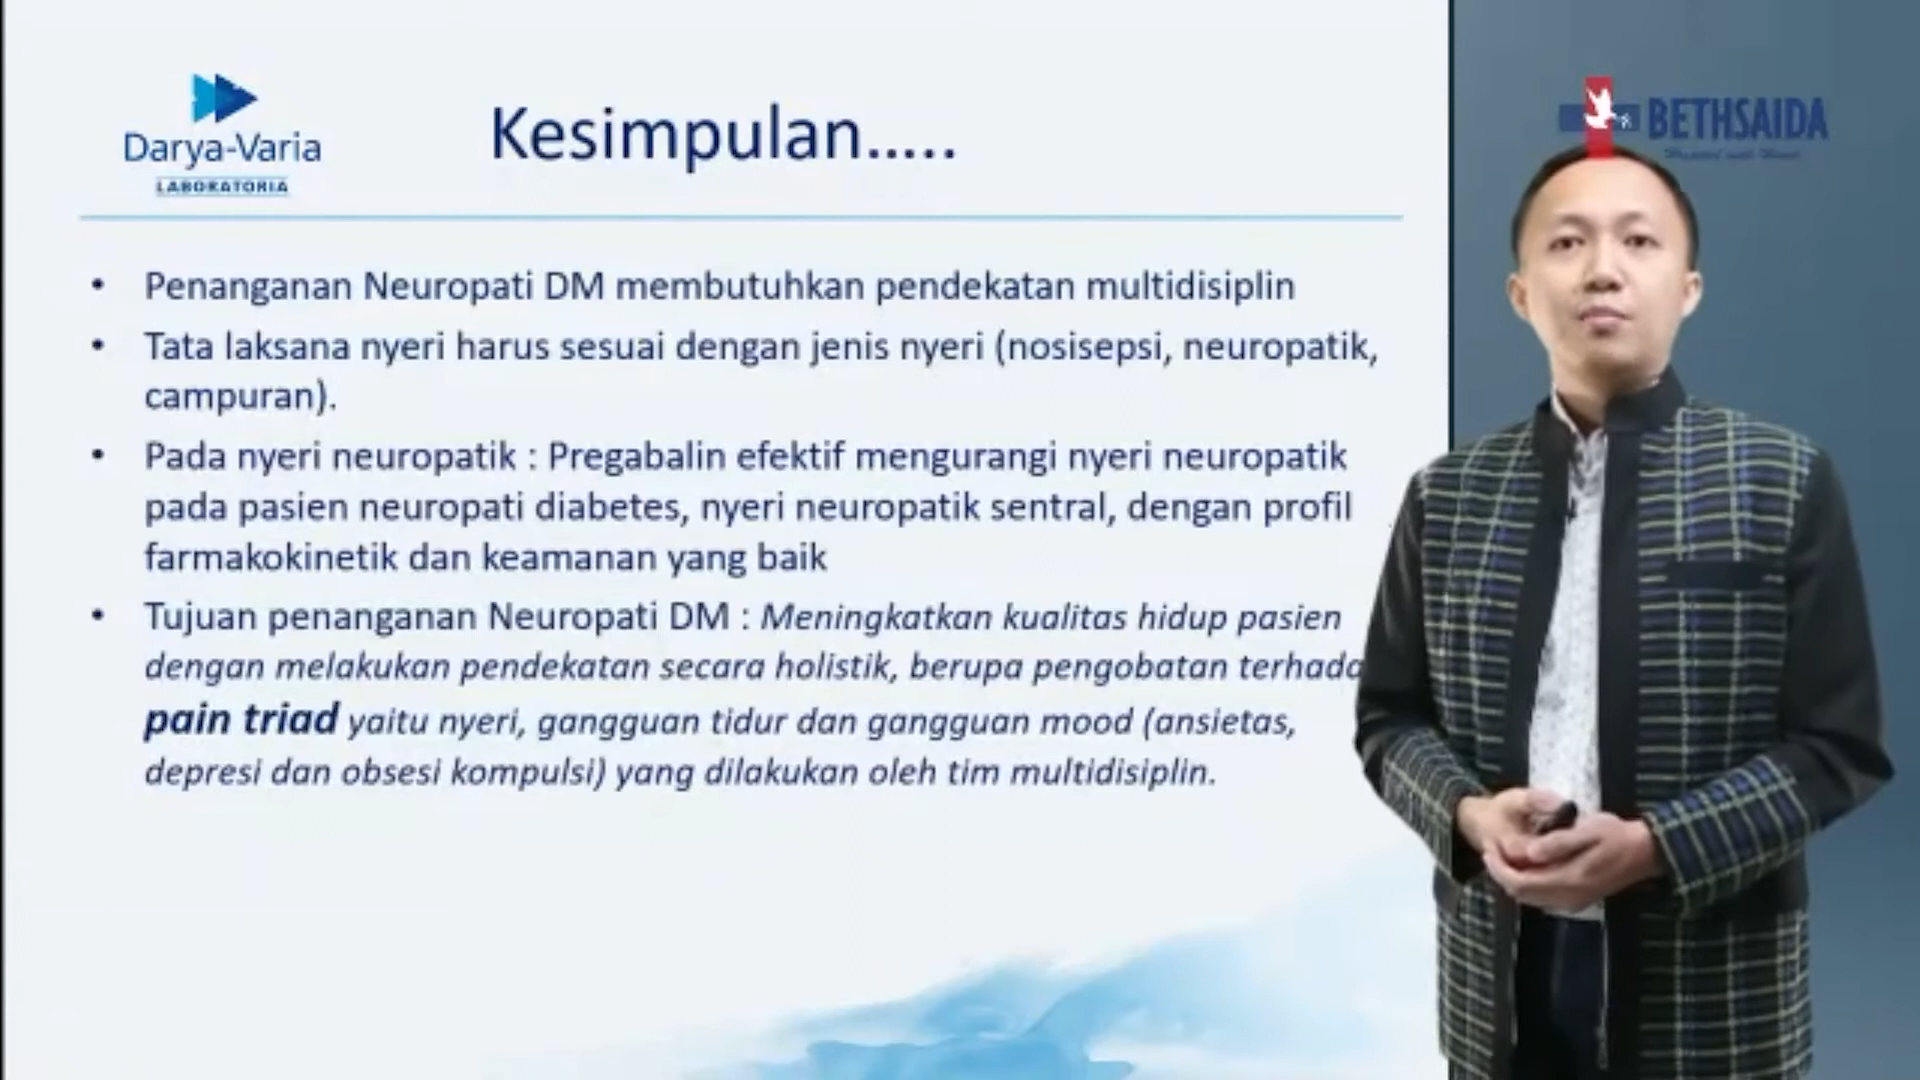 Darya-Varia
LABORATORIA
Kesimpulan.....
BETHSAIDA
• Penanganan Neuropati DM membutuhkan pendekatan multidisiplin
• Tata laksana nyeri harus sesuai dengan jenis nyeri (nosisepsi, neuropatik,
campuran).
• Pada nyeri neuropatik : Pregabalin efektif mengurangi nyeri neuropatik
pada pasien neuropati diabetes, nyeri neuropatik sentral, dengan profil
farmakokinetik dan keamanan yang baik
• Tujuan penanganan Neuropati DM : Meningkatkan kualitas hidup pasien
dengan melakukan pendekatan secara holistik, berupa pengobatan terhada
pain triad yaitu nyeri, gangguan tidur dan gangguan mood (ansietas,
depresi dan obsesi kompulsi) yang dilakukan oleh tim multidisiplin.